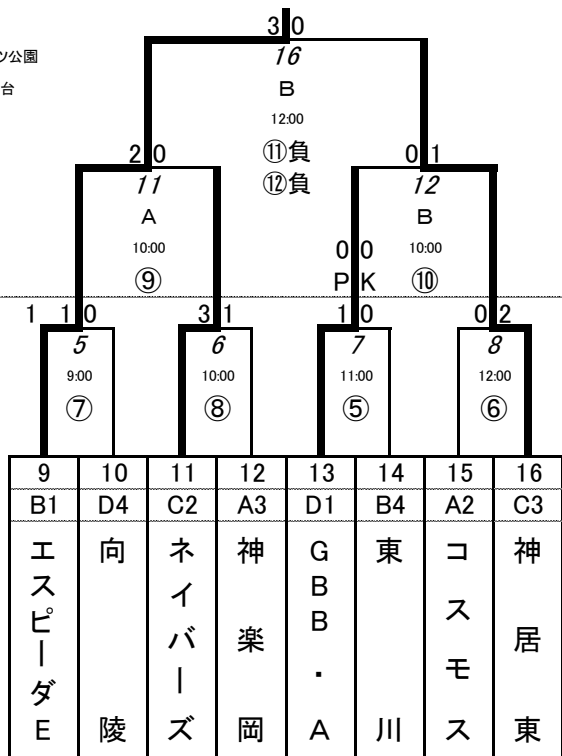 3 0
ツ公園
16
台
B
12:00
2 0
⑪負
0 1
11
⑫負
12
A
B
10:00
0 0
10:00
⑨
P K
⑩
1 1 0
3 1
1 0
0 2
5
6
7
8
9:00
10:00
11:00
12:00
⑦
⑧
⑤
⑥
9 10 11 12 13 14 15 16
B1 D4 C2 A3 D1 B4 A2 C3
エスピーダE
向陵
ネイバーズ
神楽岡
GBB・A
東川
コスモス
神居東